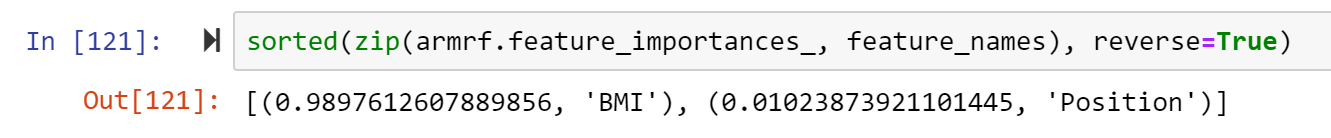 In [121]: sorted(zip(armrf.feature_importances_, feature_names), reverse=True)
Out[121]: [(0.9897612607889856, 'BMI'), (0.01023873921101445, 'Position')]